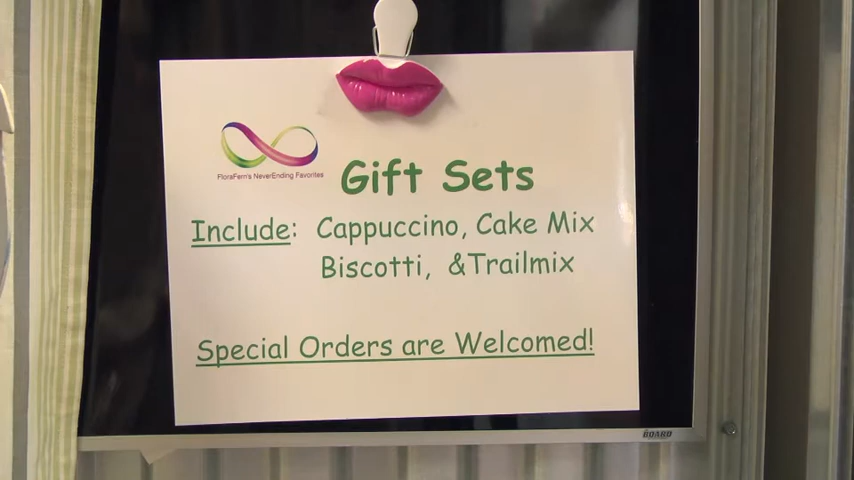 FloraFern's NeverEnding Favorites
Gift Sets
Include: Cappuccino, Cake Mix
Biscotti, &Trailmix
Special Orders are Welcomed!
BOARD